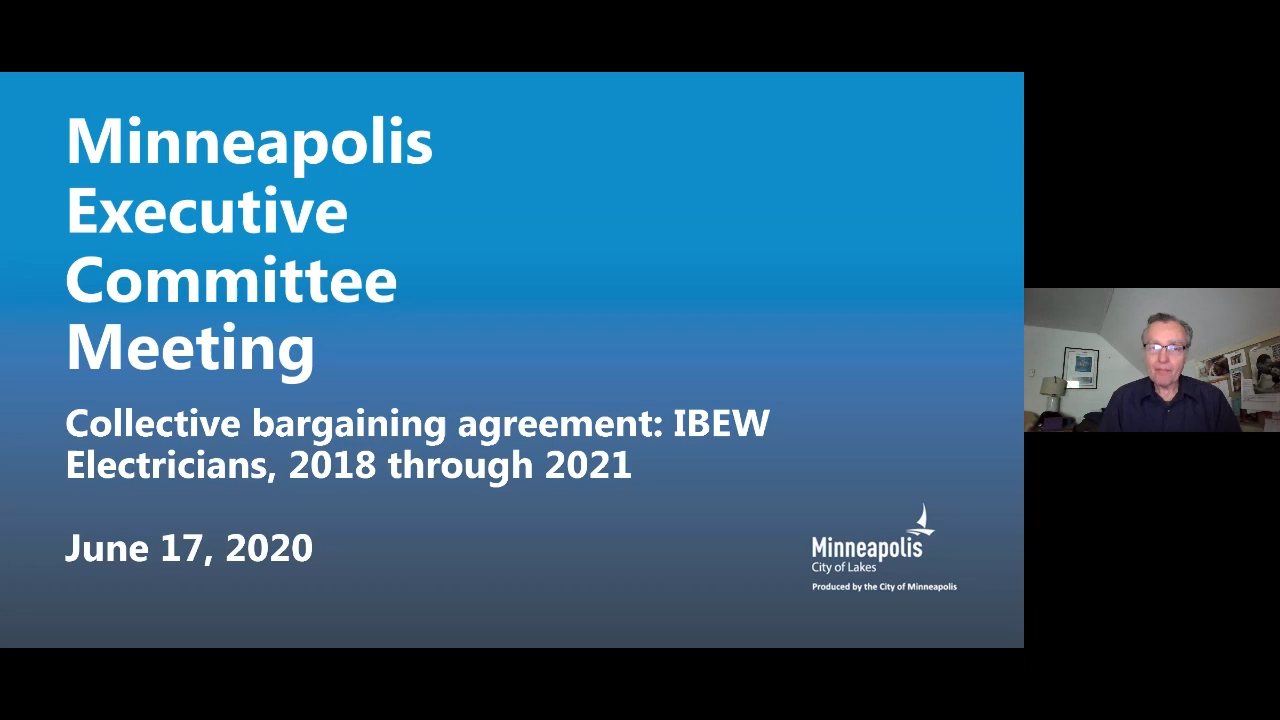 Minneapolis
Executive
Committee
Meeting
Collective bargaining agreement: IBEW
Electricians, 2018 through 2021
June 17, 2020
Minneapolis
City of Lakes
Produced by the City of Minneapolis